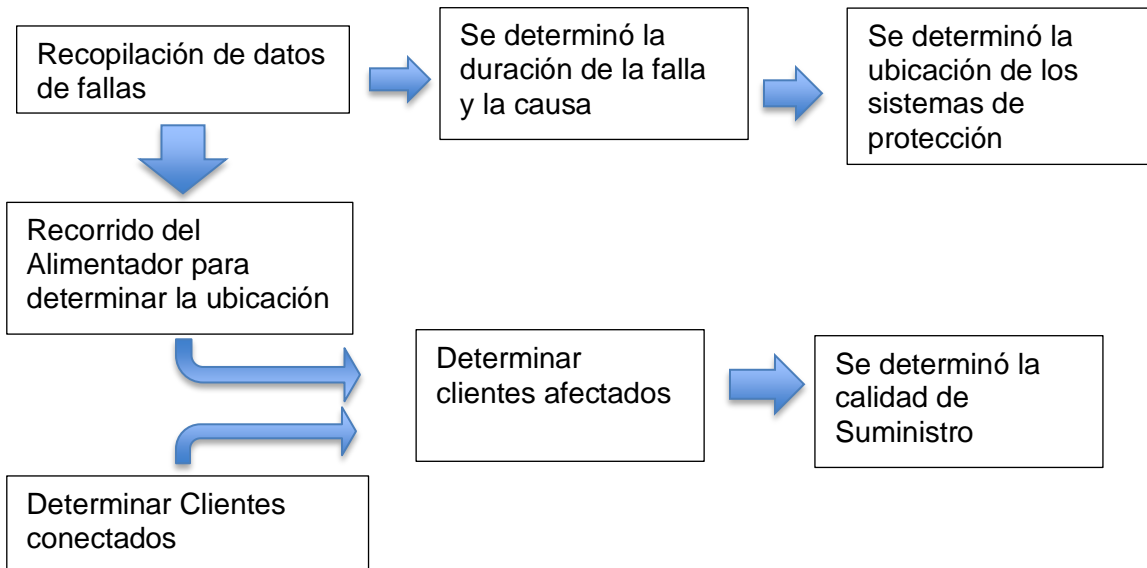 Recopilación de datos
de fallas
Se determinó la
duración de la falla
y la causa
Se determinó la
ubicación de los
sistemas de
protección
Recorrido del
Alimentador para
determinar la ubicación
Determinar
clientes afectados
Se determinó la
calidad de
Suministro
Determinar Clientes
conectados